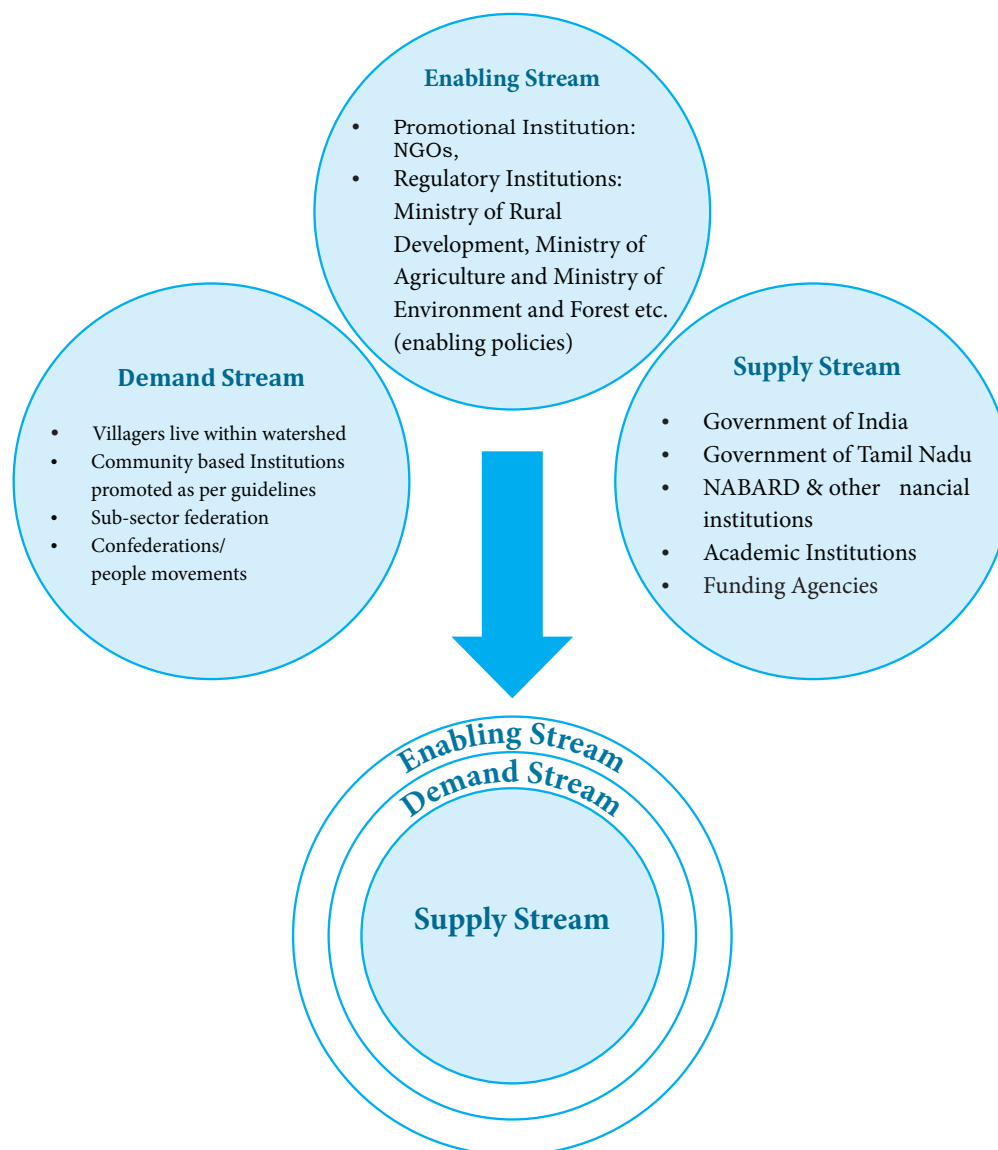 Enabling Stream
• Promotional Institution:
NGOs,
• Regulatory Institutions:
Ministry of Rural
Development, Ministry of
Agriculture and Ministry of
Environment and Forest etc.
(enabling policies)
Demand Stream
• Villagers live within watershed
• Community based Institutions
promoted as per guidelines
• Sub-sector federation
• Confederations/
people movements
Supply Stream
• Government of India
• Government of Tamil Nadu
• NABARD & other nancial
institutions
• Academic Institutions
• Funding Agencies
Enabling Stream
Demand Stream
Supply Stream